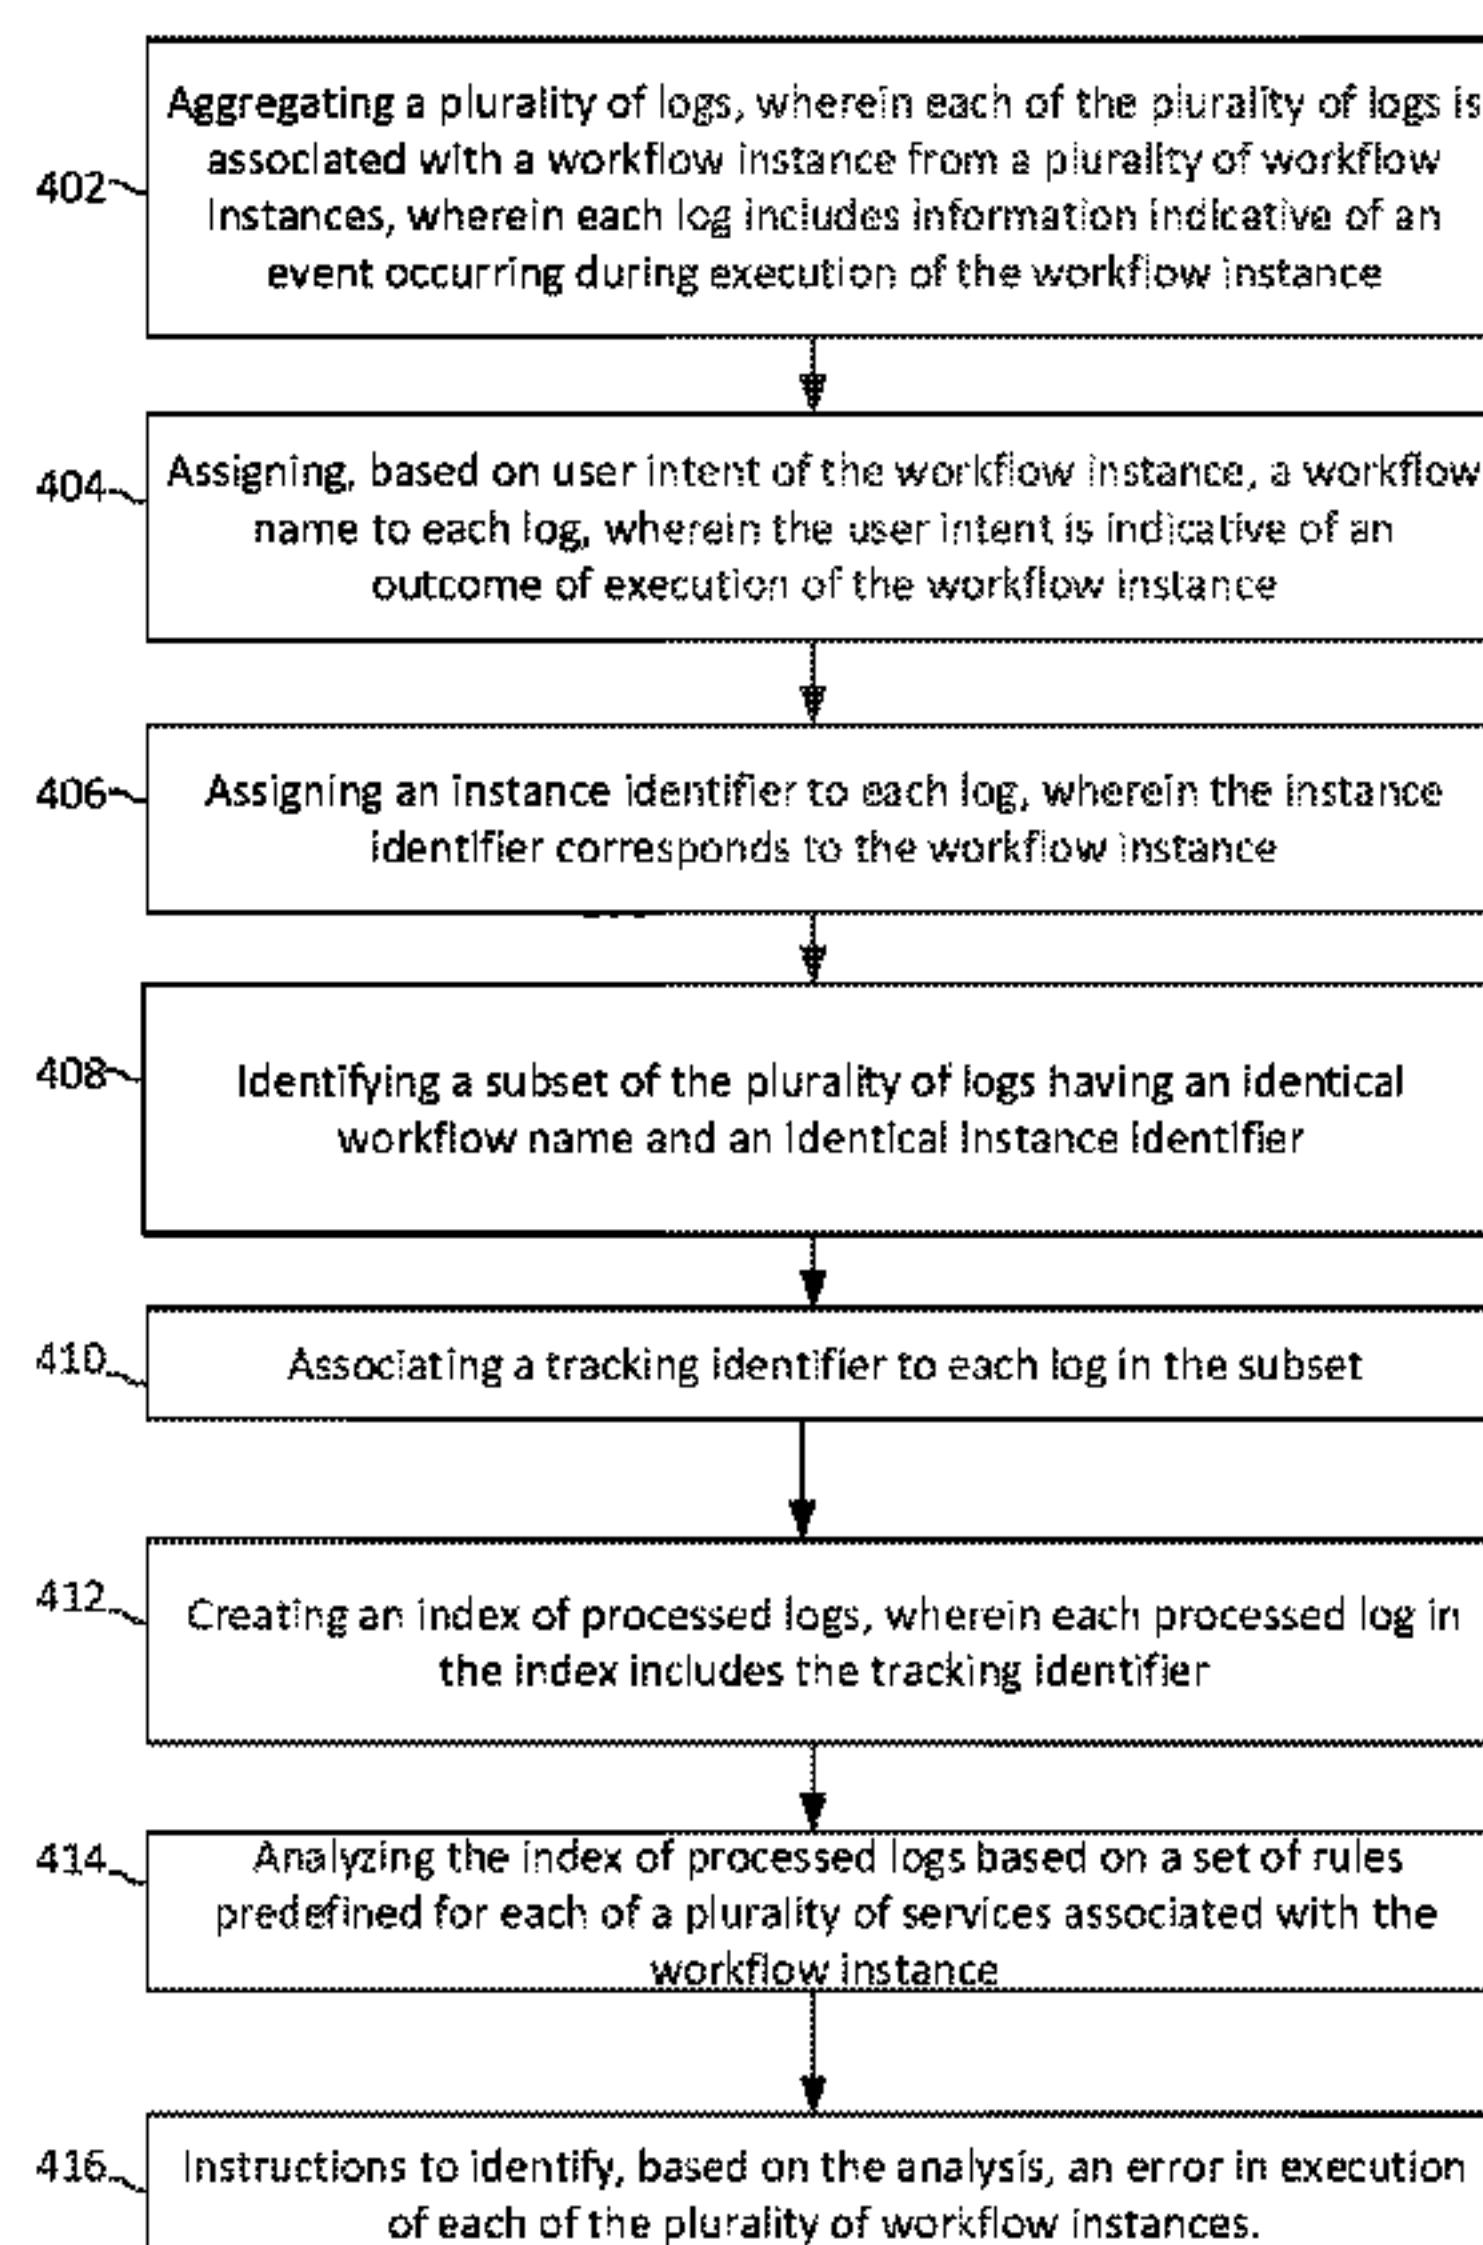 Aggregating a plurality of logs, wherein each of the plurality of logs is
associated with a workflow instance from a plurality of workflow
402
instances, wherein each log includes information indicative of an
event occurring during execution of the workflow instance
Assigning, based on user intent of the workflow instance, a workflow
404
name to each log, wherein the user intent is indicative of an
outcome of execution of the workflow instance
406
Assigning an instance identifier to each log, wherein the instance
identifier corresponds to the workflow instance
408
Identifying a subset of the plurality of logs having an identical
workflow name and an identical instance identifier
410
Associating a tracking identifier to each log in the subset
412
Creating an index of processed logs, wherein each processed log in
the index includes the tracking identifier
414
Analyzing the index of processed logs based on a set of rules
predefined for each of a plurality of services associated with the
workflow instance
416
Instructions to identify, based on the analysis, an error in execution
of each of the plurality of workflow instances.